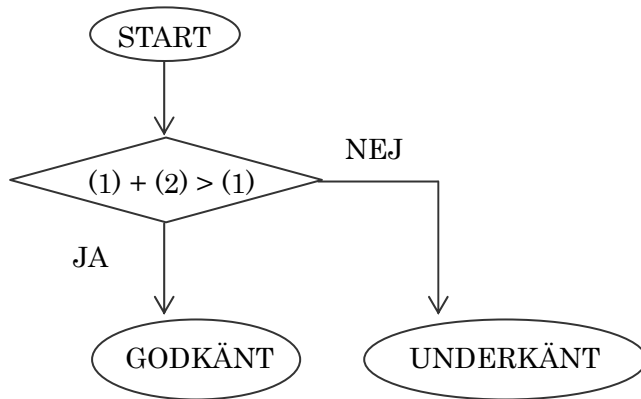 START
(1) + (2) > (1)
NEJ
JA
GODKÄNT
UNDERKÄNT